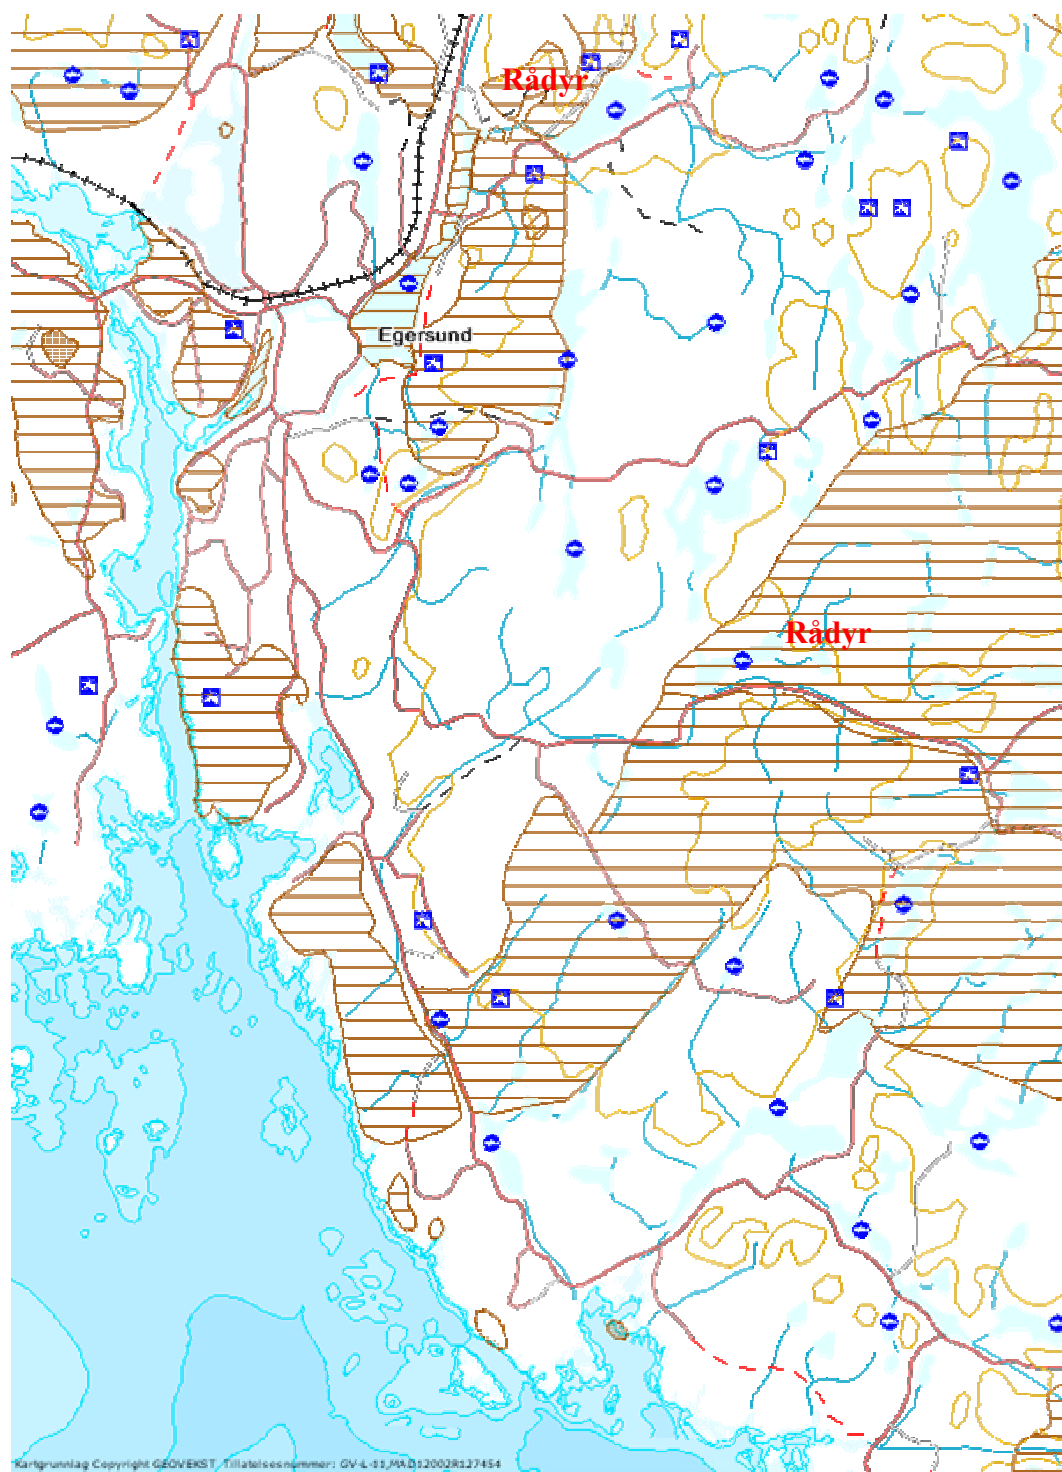 Rådyr
Egersund
Rådyr
Kartgrunnlag Copyright GEOVEKST, Tillatelsesnummer: GV-L-11,MAD12002R127454